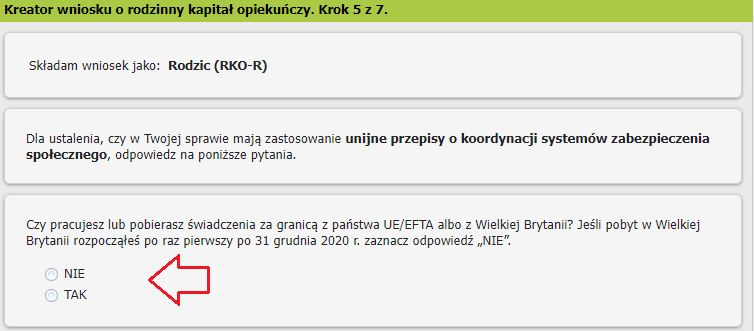 Kreator wniosku o rodzinny kapitał opiekuńczy. Krok 5 z 7.
Składam wniosek jako: Rodzic (RKO-R)
Dla ustalenia, czy w Twojej sprawie mają zastosowanie unijne przepisy o koordynacji systemów zabezpieczenia
społecznego, odpowiedz na poniższe pytania.
Czy pracujesz lub pobierasz świadczenia za granicą z państwa UE/EFTA albo z Wielkiej Brytanii? Jeśli pobyt w Wielkiej
Brytanii rozpocząłeś po raz pierwszy po 31 grudnia 2020 r. zaznacz odpowiedź „NIE”.
NIE
TAK